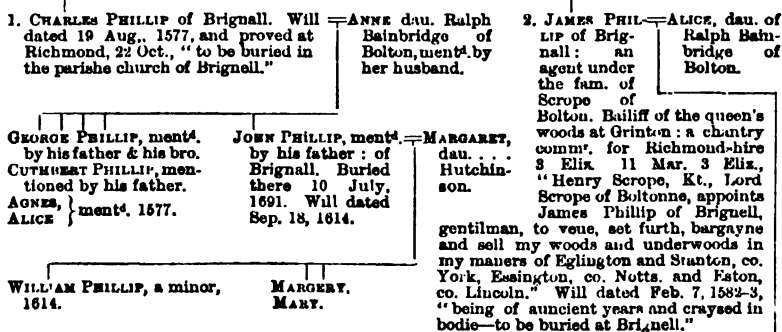 1. CHARLES PHILLIP of Brignall. Will
dated 19 Aug., 1577, and proved at
Richmond, 22 Oct., "to be buried in
the parishe church of Brignell."
ANNE dau. Ralph
Bainbridge of
Bolton, mentd. by
her husband.
2. JAMES PHIL-
LIP of Brig-
nall: an
agent under
the fam. of
Scrope of
Bolton. Bailiff of the queen's
woods at Grinton: a chantry
commr. for Richmond-hire
3 Eliz. 11 Mar. 3 Eliz.,
"Henry Scrope, Kt., Lord
Scrope of Boltonne, appoints
James Phillip of Brignell,
gentilman, to veue, set furth, bargayne
and sell my woods and underwoods in
my maners of Eglington and Stanton, co.
York, Essington, co. Notts. and Eston,
co. Lincoln." Will dated Feb. 7, 1582-3,
"being of auncient years and craysed in
bodie—to be buried at Brignell."
ALICE, dau. of
Ralph Bain-
bridge of
Bolton.
GEORGE PHILLIP, mentd.
by his father & his bro.
CUTHBERT PHILLIP, men-
tioned by his father.
AGNES,
ALICE } mentd. 1577.
JOHN PHILLIP, mentd.
by his father: of
Brignall. Buried
there 10 July,
1691. Will dated
Sep. 18, 1614.
MARGARET,
dau. . . .
Hutchin-
son.
WILLIAM PHILLIP, a minor,
1614.
MARGERY.
MARY.